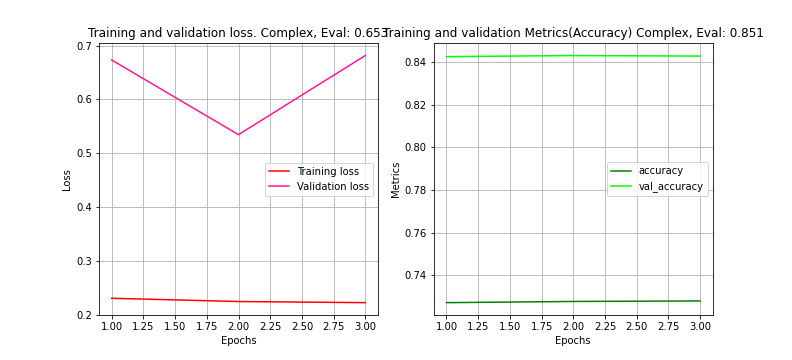 Training and validation loss. Complex, Eval: 0.653
Training and validation Metrics(Accuracy) Complex, Eval: 0.851
0.7
0.6
0.5
0.4
0.3
0.2
Loss
Training loss
Validation loss
1.00 1.25 1.50 1.75 2.00 2.25 2.50 2.75 3.00
Epochs
0.84
0.82
0.80
0.78
0.76
0.74
Metrics
accuracy
val_accuracy
1.00 1.25 1.50 1.75 2.00 2.25 2.50 2.75 3.00
Epochs